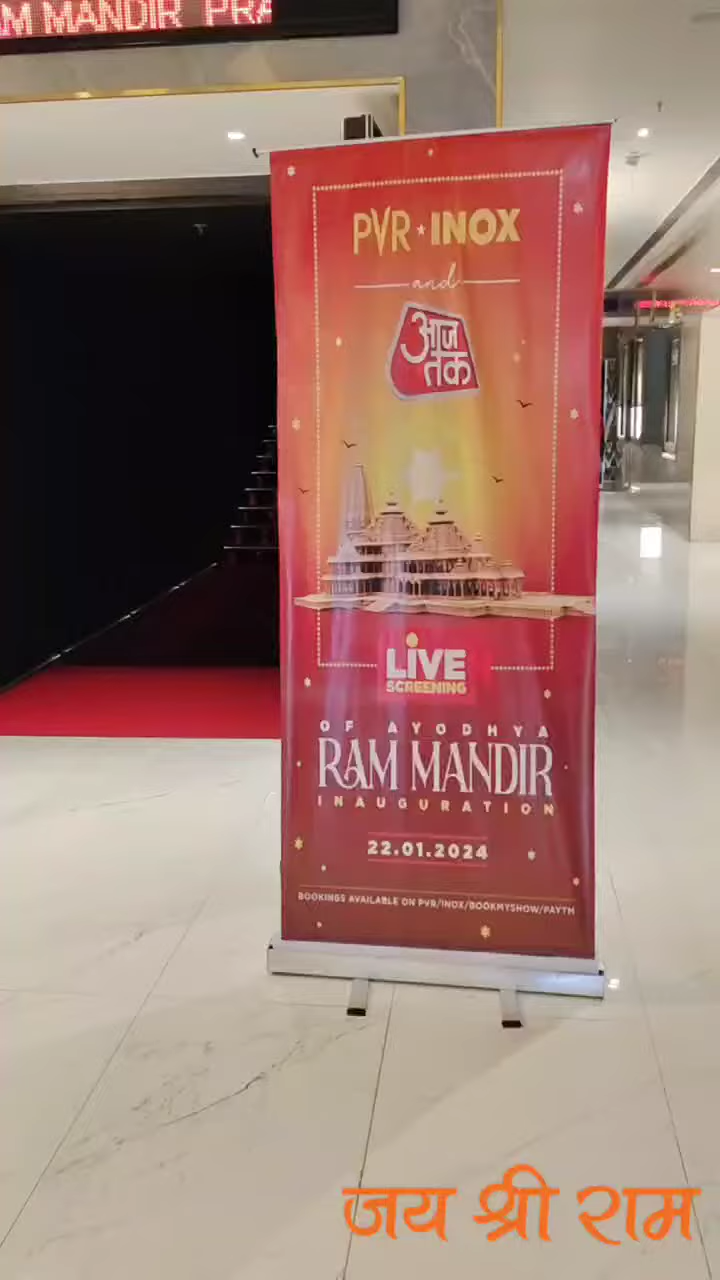 AM MANDIR PRA
PVR ★ INOX
and
आज
तक
LIVE
SCREENING
OF AYODHYA
RAM MANDIR
INAUGURATION
22.01.2024
BOOKINGS AVAILABLE ON PVR/INOX/BOOKMYSHOW/PAYTM
जय श्री राम